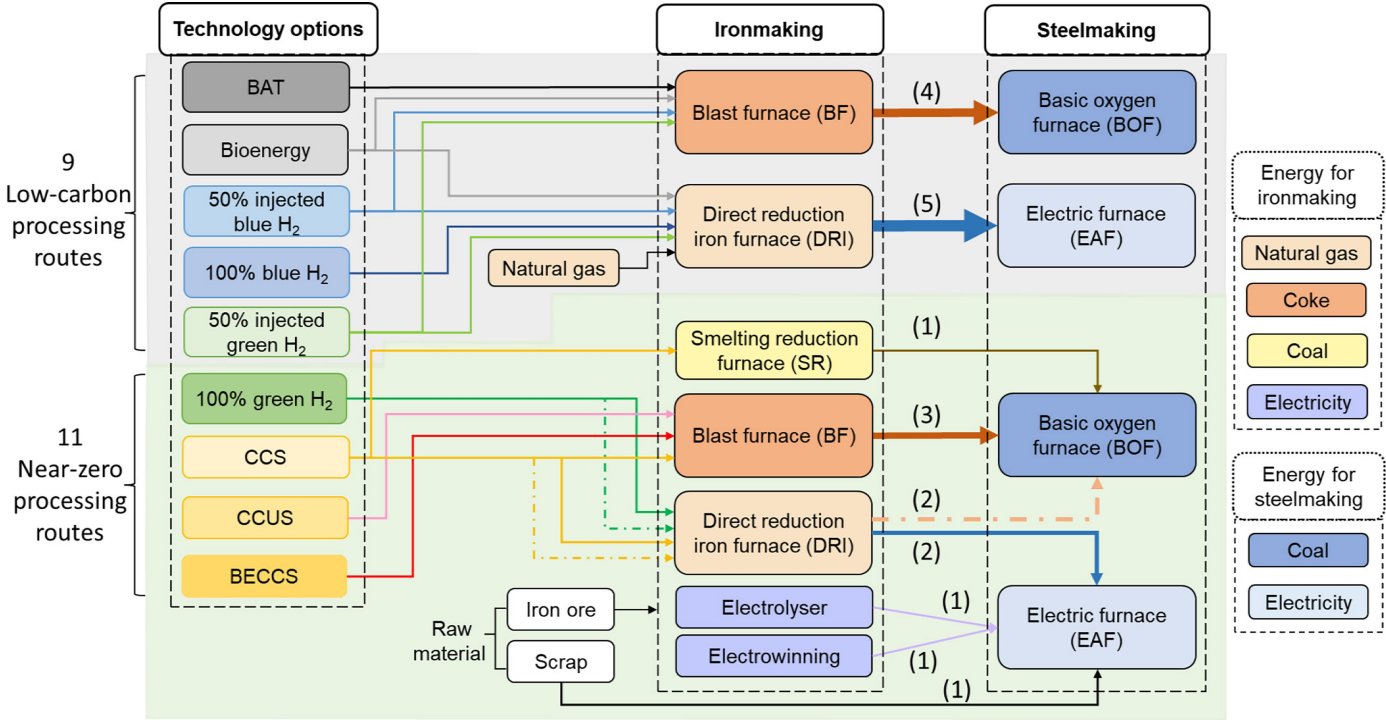 Technology options
Ironmaking
Steelmaking
9
Low-carbon
processing
routes
BAT
Bioenergy
50% injected
blue H₂
100% blue H₂
50% injected
green H₂
Natural gas
Blast furnace (BF)
(4)
Basic oxygen
furnace (BOF)
Direct reduction
iron furnace (DRI)
(5)
Electric furnace
(EAF)
11
Near-zero
processing
routes
100% green H₂
CCS
CCUS
BECCS
Smelting reduction
furnace (SR)
(1)
Blast furnace (BF)
(3)
Basic oxygen
furnace (BOF)
Direct reduction
iron furnace (DRI)
(2)
(2)
Raw
material
Iron ore
Scrap
Electrolyser
(1)
Electrowinning
(1)
(1)
Electric furnace
(EAF)
Energy for
ironmaking
Natural gas
Coke
Coal
Electricity
Energy for
steelmaking
Coal
Electricity